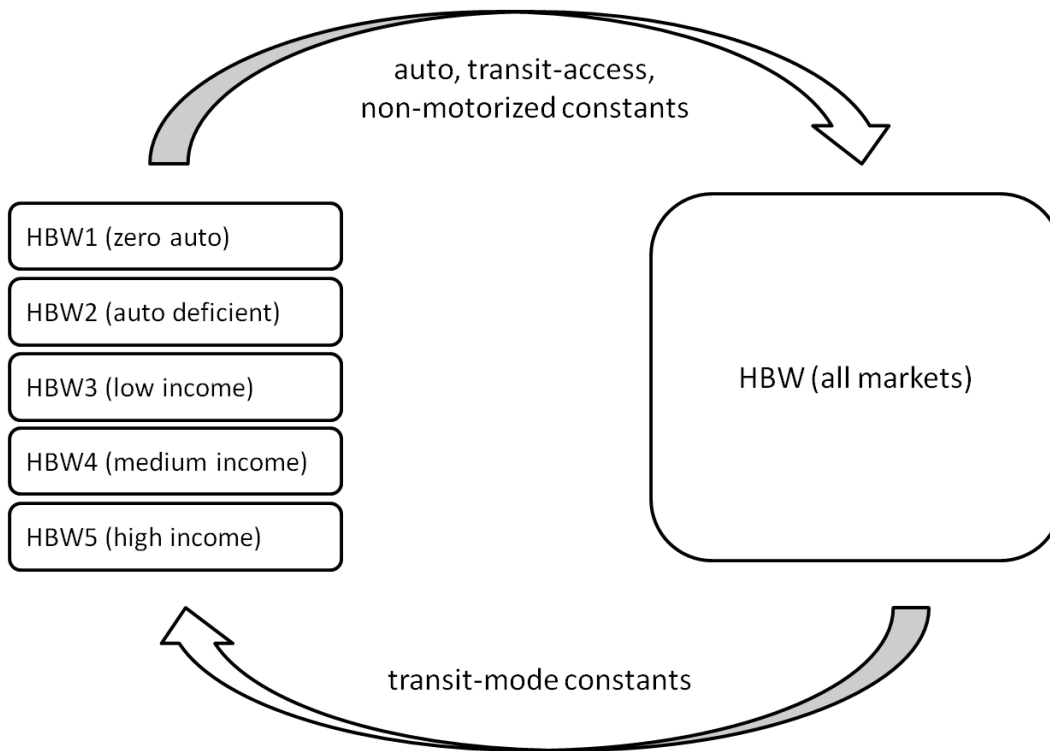 auto, transit-access,
non-motorized constants
HBW1 (zero auto)
HBW2 (auto deficient)
HBW3 (low income)
HBW4 (medium income)
HBW5 (high income)
HBW (all markets)
transit-mode constants